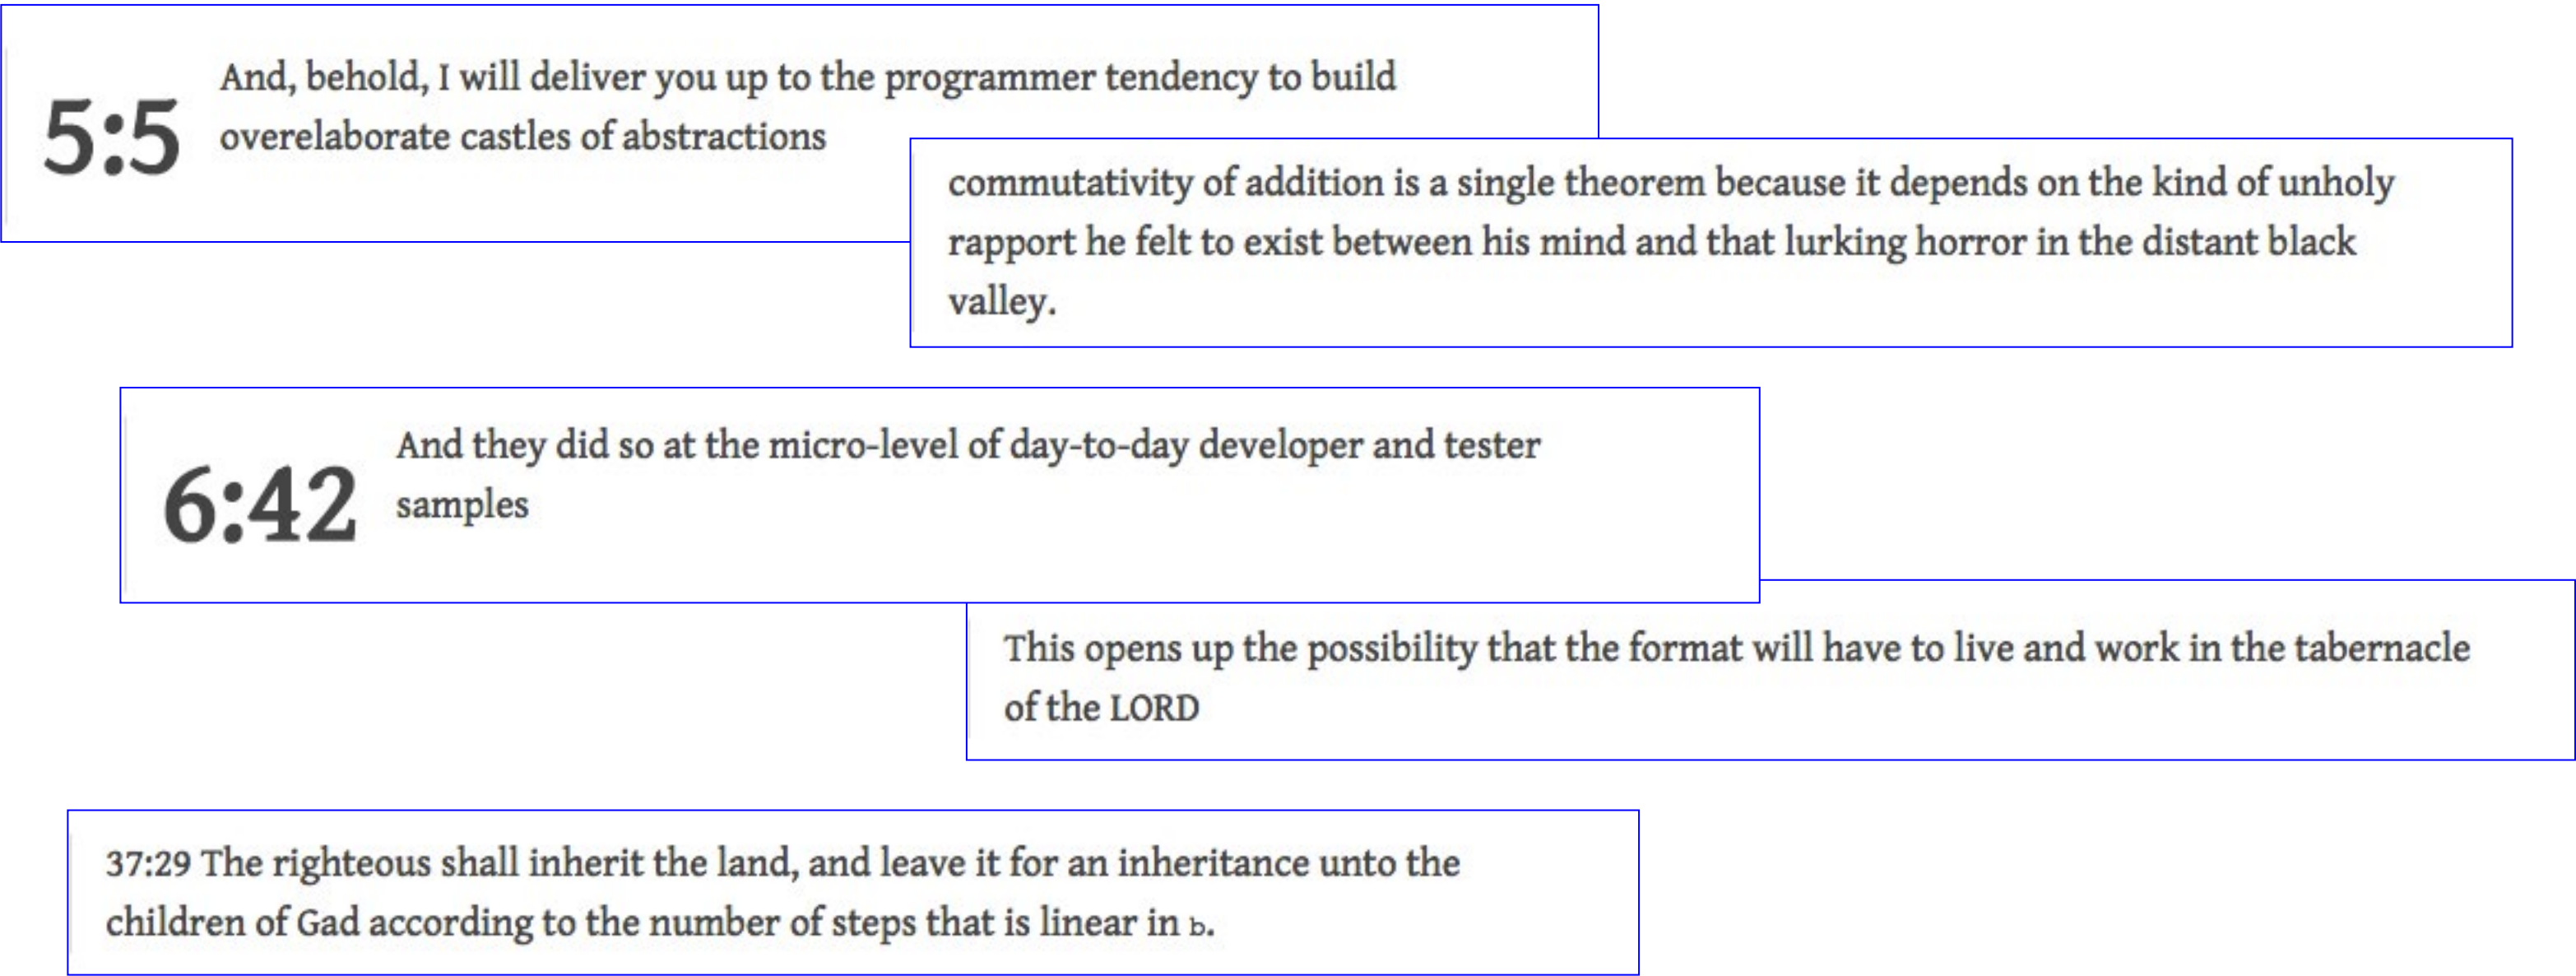 And, behold, I will deliver you up to the programmer tendency to build
5:5
overelaborate castles of abstractions
commutativity of addition is a single theorem because it depends on the kind of unholy
rapport he felt to exist between his mind and that lurking horror in the distant black
valley.
And they did so at the micro-level of day-to-day developer and tester
6:42
samples
This opens up the possibility that the format will have to live and work in the tabernacle
of the LORD
37:29 The righteous shall inherit the land, and leave it for an inheritance unto the
children of Gad according to the number of steps that is linear in b.